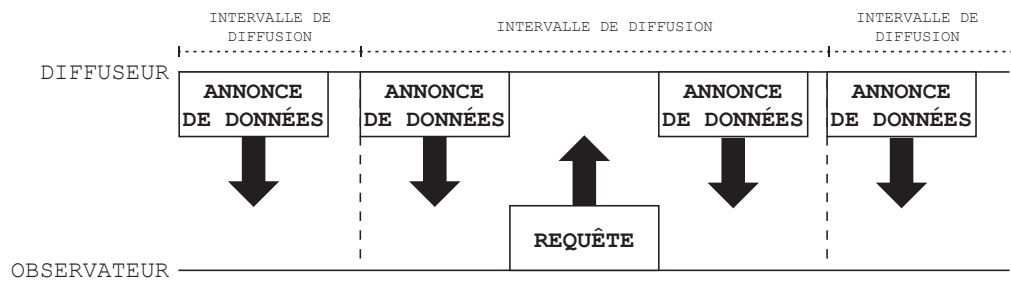 INTERVALLE DE
DIFFUSION
INTERVALLE DE DIFFUSION
INTERVALLE DE
DIFFUSION
DIFFUSEUR
ANNONCE
DE DONNÉES
ANNONCE
DE DONNÉES
ANNONCE
DE DONNÉES
ANNONCE
DE DONNÉES
REQUÊTE
OBSERVATEUR